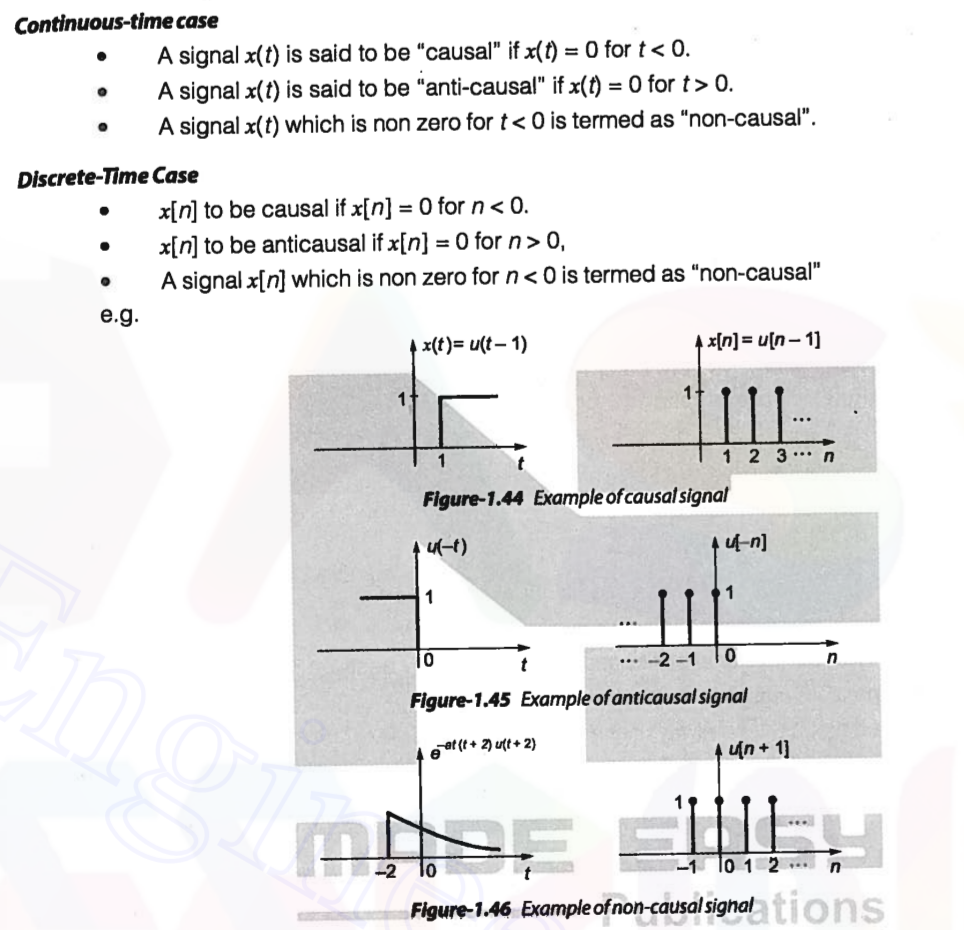 Continuous-time case
• A signal x(t) is said to be "causal" if x(t) = 0 for t < 0.
• A signal x(t) is said to be "anti-causal" if x(t) = 0 for t > 0.
• A signal x(t) which is non zero for t < 0 is termed as "non-causal".
Discrete-Time Case
• x[n] to be causal if x[n] = 0 for n < 0.
• x[n] to be anticausal if x[n] = 0 for n > 0,
• A signal x[n] which is non zero for n < 0 is termed as "non-causal"
e.g.
x(t) = u(t – 1)
1
1
t
x[n] = u[n – 1]
1
...
1 2 3 ... n
Figure-1.44 Example of causal signal
u(–t)
1
0
t
u[–n]
1
...
... –2 –1 0
n
Figure-1.45 Example of anticausal signal
e^–at (t + 2) u(t + 2)
–2 0
t
u[n + 1]
1
...
–1 0 1 2 ... n
MADE EASY
Publications
Figure-1.46 Example of non-causal signal
Engine